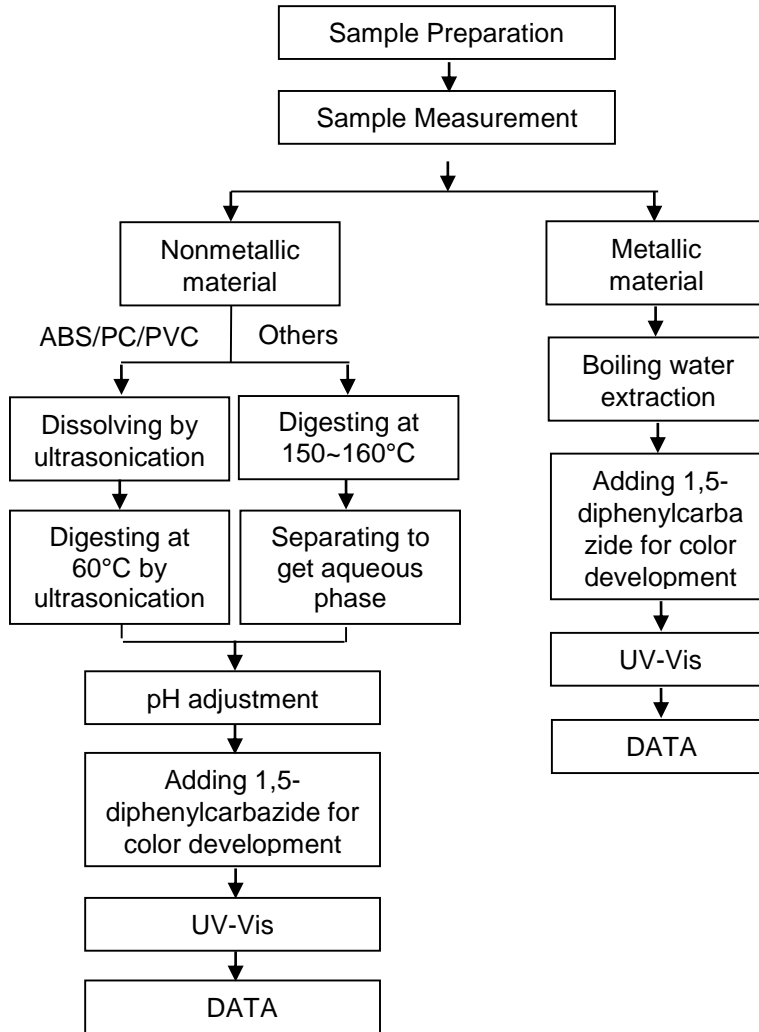 Sample Preparation
Sample Measurement
Nonmetallic
material
Metallic
material
ABS/PC/PVC
Others
Boiling water
extraction
Dissolving by
ultrasonication
Digesting at
150~160°C
Adding 1,5-
diphenylcarba
zide for color
development
Digesting at
60°C by
ultrasonication
Separating to
get aqueous
phase
UV-Vis
pH adjustment
DATA
Adding 1,5-
diphenylcarbazide for
color development
UV-Vis
DATA